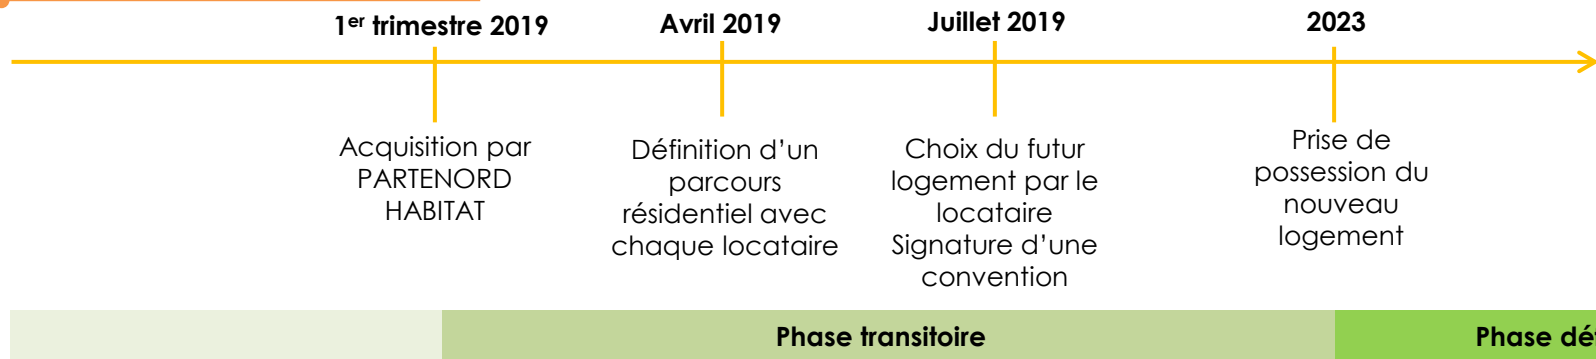 1er trimestre 2019
Avril 2019
Juillet 2019
2023
Acquisition par
PARTENORD
HABITAT
Définition d’un
parcours
résidentiel avec
chaque locataire
Choix du futur
logement par le
locataire
Signature d’une
convention
Prise de
possession du
nouveau
logement
Phase transitoire
Phase